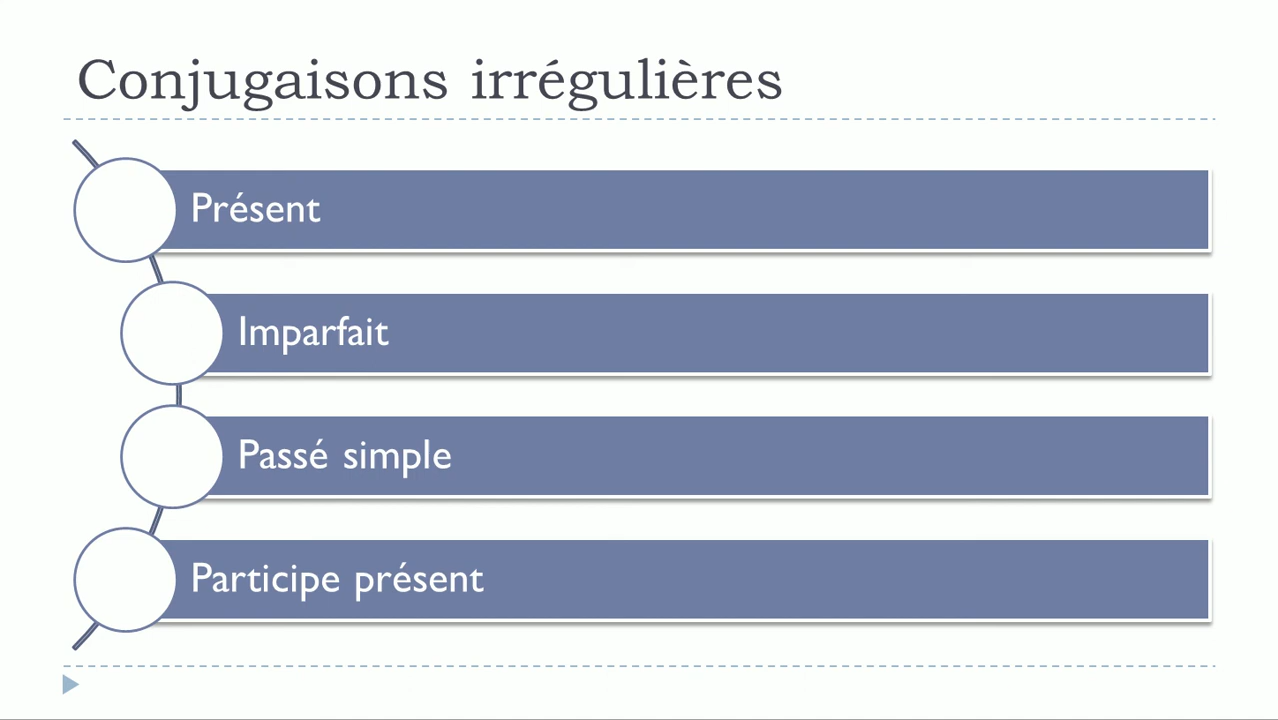 Conjugaisons irrégulières
Présent
Imparfait
Passé simple
Participe présent